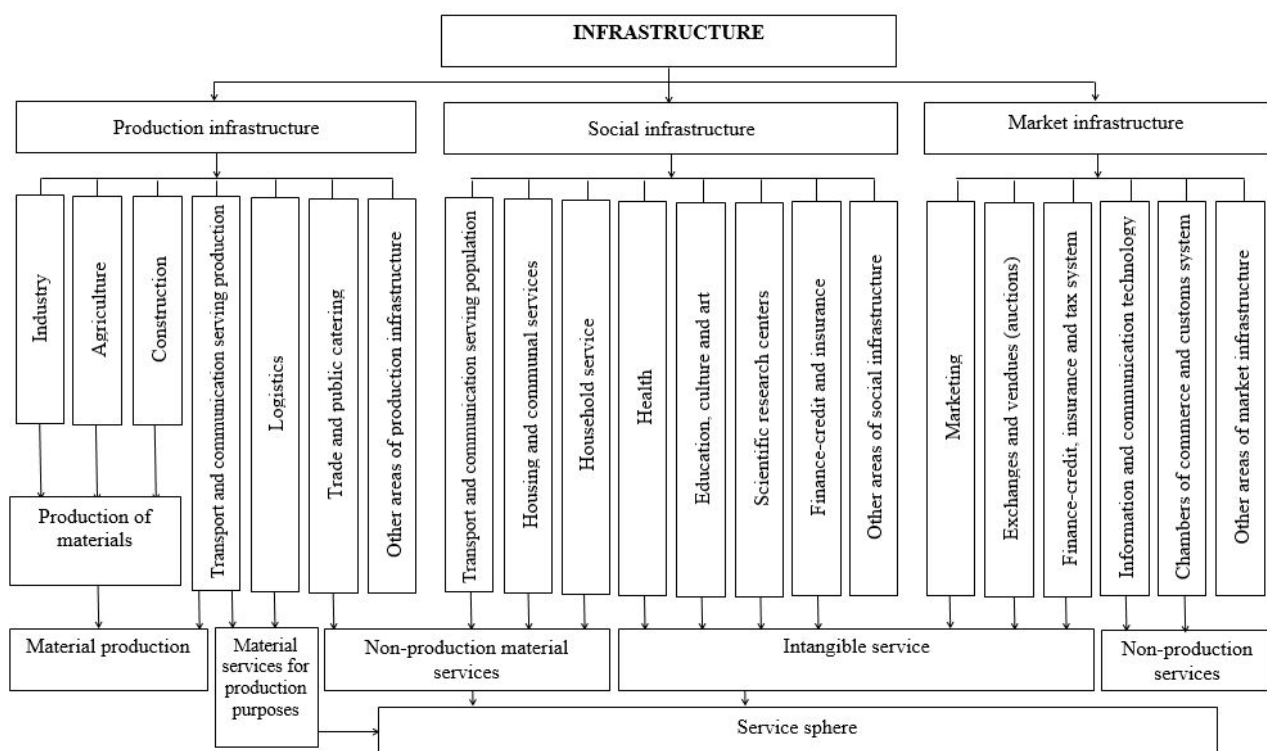 INFRASTRUCTURE
Production infrastructure
Social infrastructure
Market infrastructure
Industry
Agriculture
Construction
Transport and communication serving production
Logistics
Trade and public catering
Other areas of production infrastructure
Transport and communication serving population
Housing and communal services
Household service
Health
Education, culture and art
Scientific research centers
Finance-credit and insurance
Other areas of social infrastructure
Marketing
Exchanges and vendues (auctions)
Finance-credit, insurance and tax system
Information and communication technology
Chambers of commerce and customs system
Other areas of market infrastructure
Production of
materials
Material production
Material
services for
production
purposes
Non-production material
services
Intangible service
Non-production
services
Service sphere